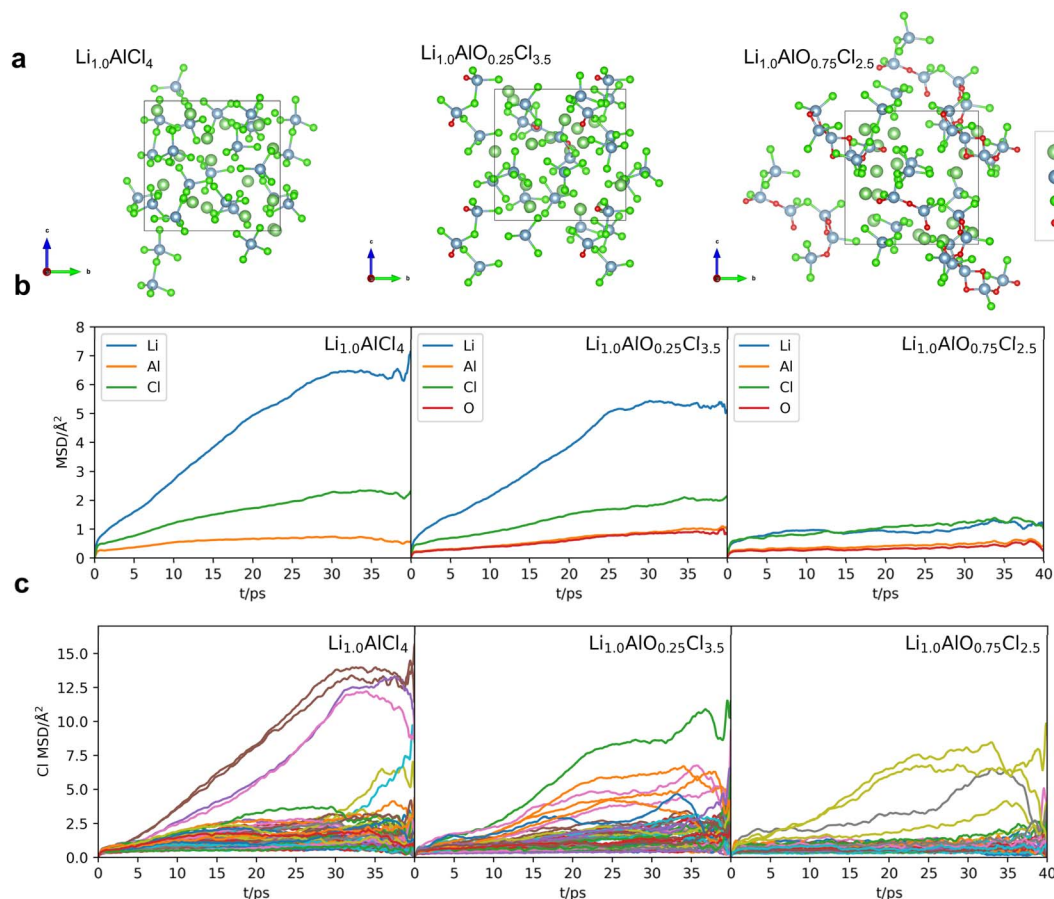 a
Li1.0AlCl4
Li1.0AlO0.25Cl3.5
Li1.0AlO0.75Cl2.5
c
b
c
b
c
b
b
8
7
6
5
4
3
2
1
0
MSD/Å²
Li
Al
Cl
Li1.0AlCl4
0 5 10 15 20 25 30 35
t/ps
Li
Al
Cl
O
Li1.0AlO0.25Cl3.5
0 5 10 15 20 25 30 35
t/ps
Li
Al
Cl
O
Li1.0AlO0.75Cl2.5
0 5 10 15 20 25 30 35 40
t/ps
c
15.0
12.5
10.0
7.5
5.0
2.5
0.0
Cl MSD/Å²
Li1.0AlCl4
0 5 10 15 20 25 30 35
t/ps
Li1.0AlO0.25Cl3.5
0 5 10 15 20 25 30 35
t/ps
Li1.0AlO0.75Cl2.5
0 5 10 15 20 25 30 35 40
t/ps